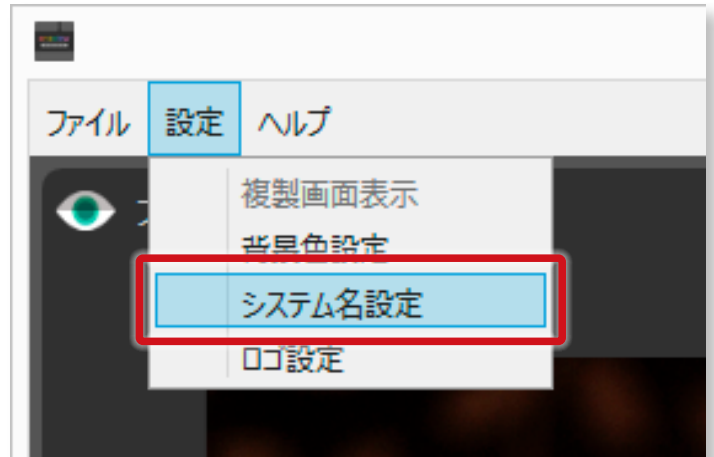 ファイル 設定 ヘルプ
複製画面表示
背景色設定
システム名設定
ロゴ設定